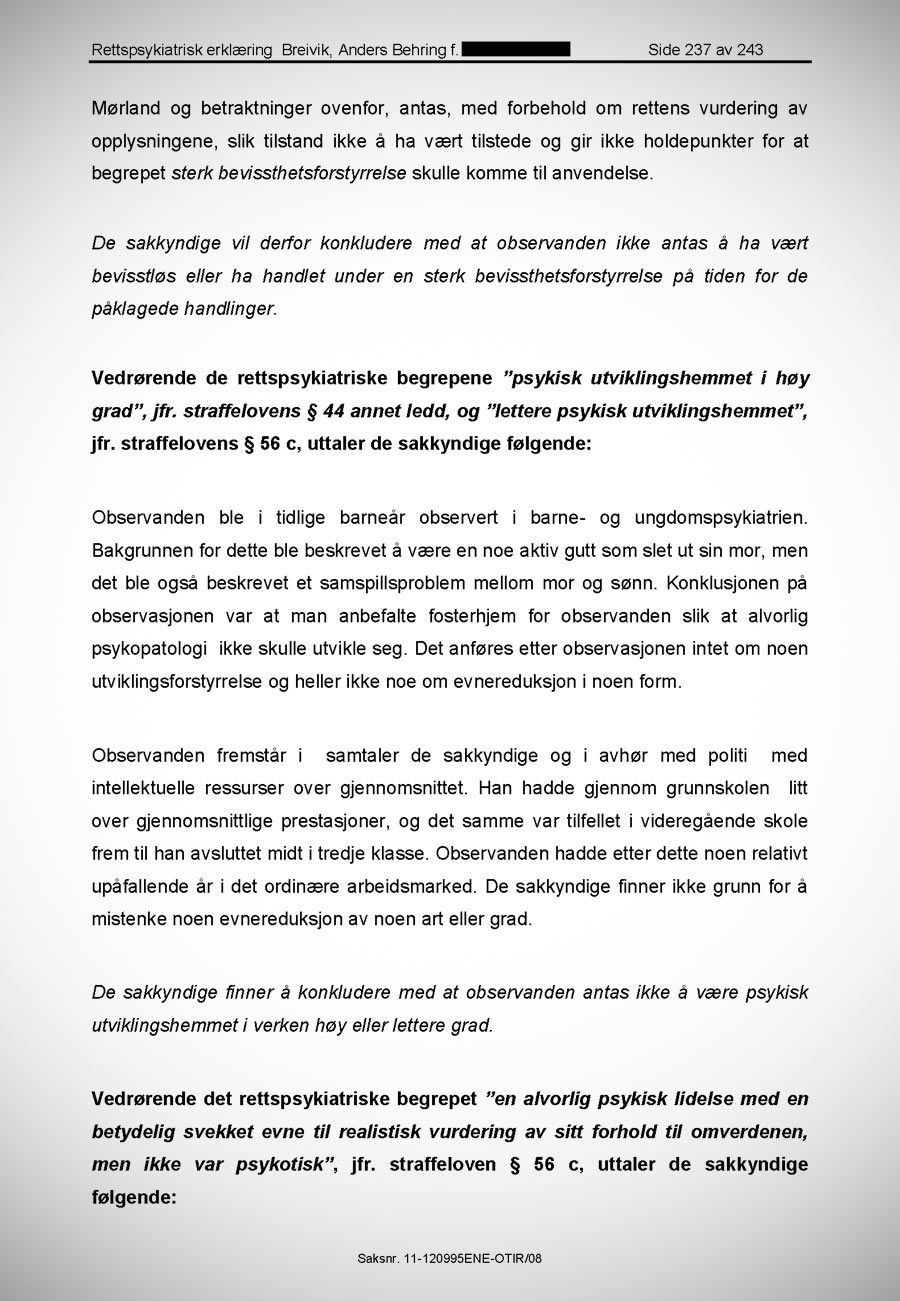 Rettspsykiatrisk erklæring  Breivik, Anders Behring f. Side 237 av 243
Mørland og betraktninger ovenfor, antas, med forbehold om rettens vurdering av
opplysningene, slik tilstand ikke å ha vært tilstede og gir ikke holdepunkter for at
begrepet sterk bevissthetsforstyrrelse skulle komme til anvendelse.
De sakkyndige vil derfor konkludere med at observanden ikke antas å ha vært
bevisstløs eller ha handlet under en sterk bevissthetsforstyrrelse på tiden for de
påklagede handlinger.
Vedrørende de rettspsykiatriske begrepene ”psykisk utviklingshemmet i høy
grad”, jfr. straffelovens § 44 annet ledd, og ”lettere psykisk utviklingshemmet”,
jfr. straffelovens § 56 c, uttaler de sakkyndige følgende:
Observanden ble i tidlige barneår observert i barne- og ungdomspsykiatrien.
Bakgrunnen for dette ble beskrevet å være en noe aktiv gutt som slet ut sin mor, men
det ble også beskrevet et samspillsproblem mellom mor og sønn. Konklusjonen på
observasjonen var at man anbefalte fosterhjem for observanden slik at alvorlig
psykopatologi  ikke skulle utvikle seg. Det anføres etter observasjonen intet om noen
utviklingsforstyrrelse og heller ikke noe om evnereduksjon i noen form.
Observanden fremstår i  samtaler de sakkyndige og i avhør med politi  med
intellektuelle ressurser over gjennomsnittet. Han hadde gjennom grunnskolen  litt
over gjennomsnittlige prestasjoner, og det samme var tilfellet i videregående skole
frem til han avsluttet midt i tredje klasse. Observanden hadde etter dette noen relativt
upåfallende år i det ordinære arbeidsmarked. De sakkyndige finner ikke grunn for å
mistenke noen evnereduksjon av noen art eller grad.
De sakkyndige finner å konkludere med at observanden antas ikke å være psykisk
utviklingshemmet i verken høy eller lettere grad.
Vedrørende det rettspsykiatriske begrepet ”en alvorlig psykisk lidelse med en
betydelig svekket evne til realistisk vurdering av sitt forhold til omverdenen,
men ikke var psykotisk”, jfr. straffeloven § 56 c, uttaler de sakkyndige
følgende:
Saksnr. 11-120995ENE-OTIR/08